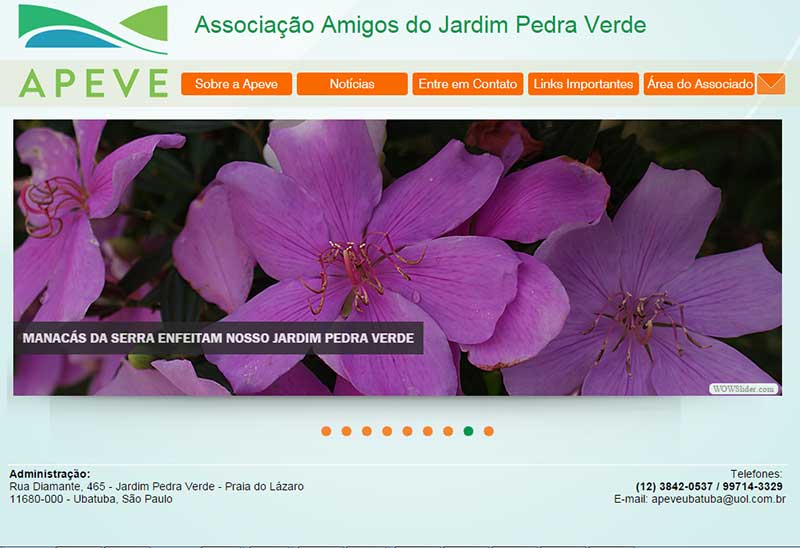 Associação Amigos do Jardim Pedra Verde
APEVE
Sobre a Apeve
Notícias
Entre em Contato
Links Importantes
Área do Associado
MANACÁS DA SERRA ENFEITAM NOSSO JARDIM PEDRA VERDE
WOWSlider.com
Administração:
Rua Diamante, 465 - Jardim Pedra Verde - Praia do Lázaro
11680-000 - Ubatuba, São Paulo
Telefones:
(12) 3842-0537 / 99714-3329
E-mail: apeveubatuba@uol.com.br